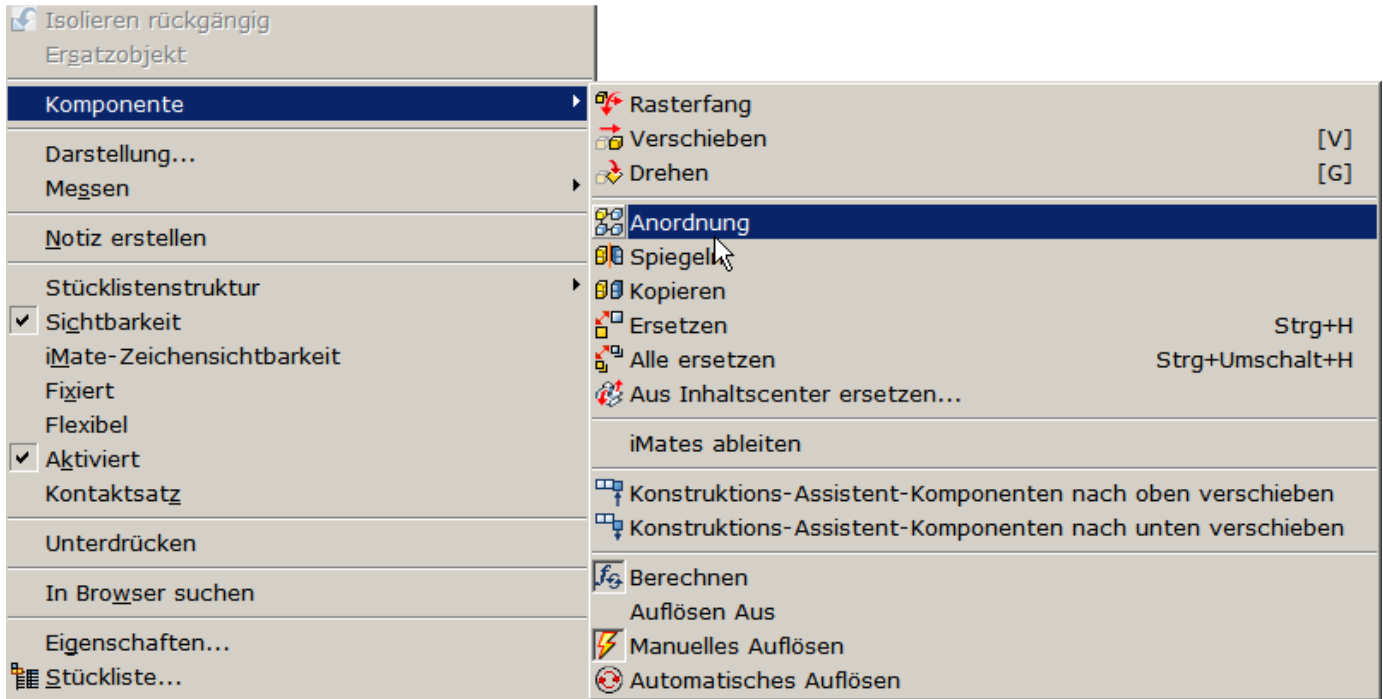 Isolieren rückgängig
Ersatzobjekt
Komponente
Darstellung...
Messen
Notiz erstellen
Stücklistenstruktur
Sichtbarkeit
iMate-Zeichensichtbarkeit
Fixiert
Flexibel
Aktiviert
Kontaktsatz
Unterdrücken
In Browser suchen
Eigenschaften...
Stückliste...
Rasterfang
Verschieben [V]
Drehen [G]
Anordnung
Spiegeln
Kopieren
Ersetzen Strg+H
Alle ersetzen Strg+Umschalt+H
Aus Inhaltscenter ersetzen...
iMates ableiten
Konstruktions-Assistent-Komponenten nach oben verschieben
Konstruktions-Assistent-Komponenten nach unten verschieben
Berechnen
Auflösen Aus
Manuelles Auflösen
Automatisches Auflösen